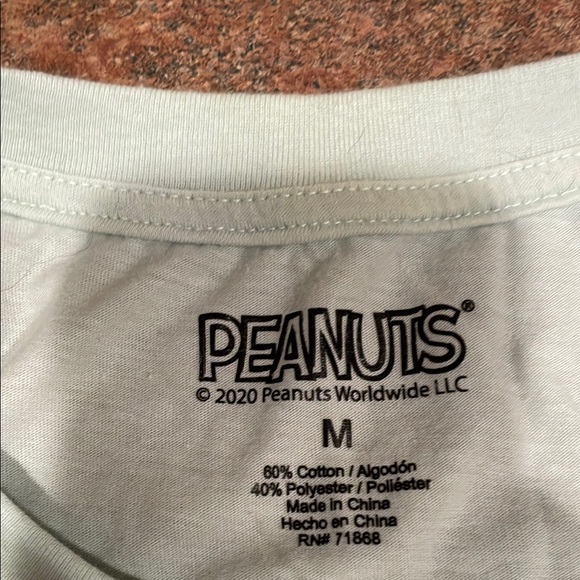 PEANUTS®
© 2020 Peanuts Worldwide LLC
M
60% Cotton / Algodón
40% Polyester / Poliéster
Made in China
Hecho en China
RN# 71868